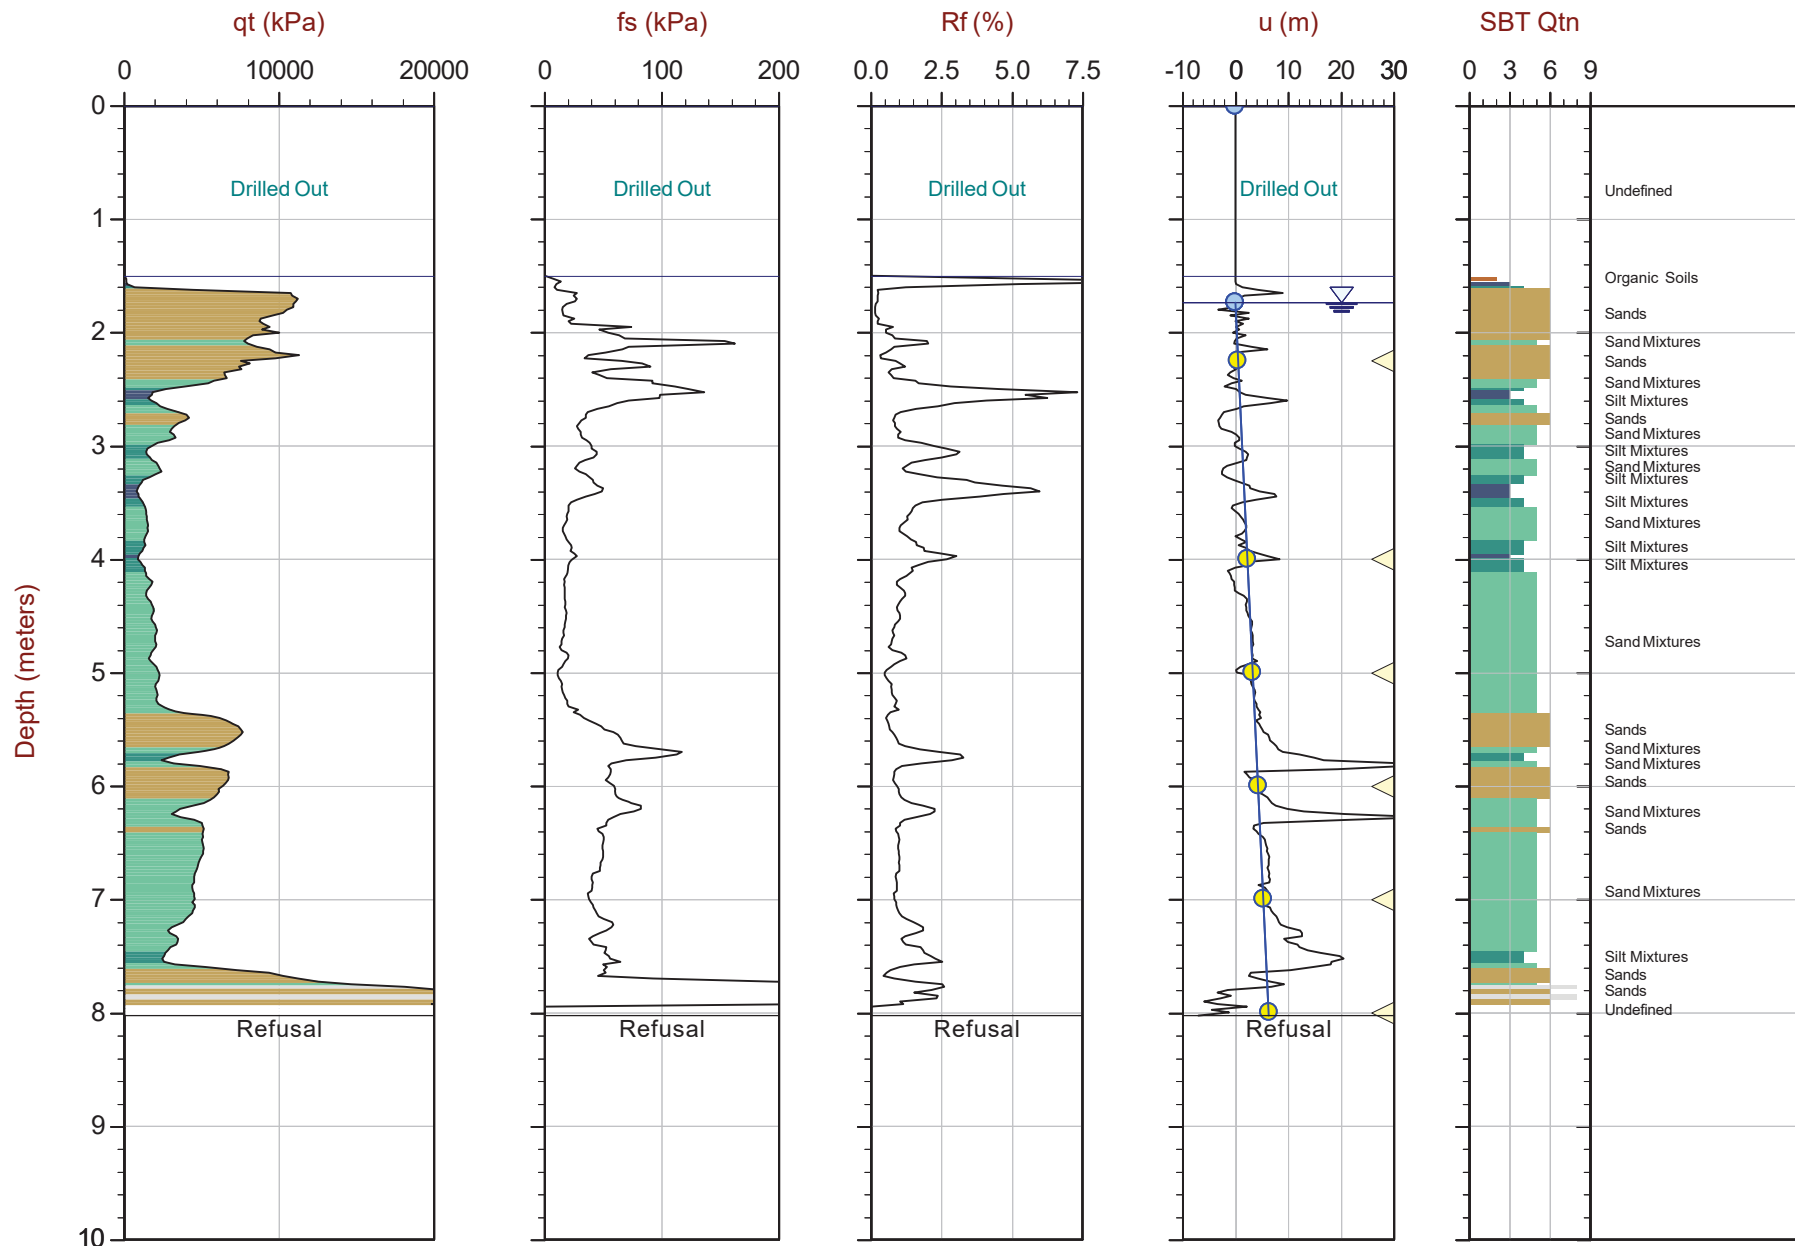 qt (kPa) fs (kPa) Rf (%) u (m) SBT Qtn
0 10000 20000 0 100 200 0.0 2.5 5.0 7.5 -10 0 10 20 30 0 3 6 9
0
Drilled Out Drilled Out Drilled Out Drilled Out Undefined
1
Organic Soils
Sands
2
Sand Mixtures
Sands
Sand Mixtures
Silt Mixtures
Sands
Sand Mixtures
3
Silt Mixtures
Sand Mixtures
Silt Mixtures
Silt Mixtures
Sand Mixtures
Silt Mixtures
4
Silt Mixtures
Sand Mixtures
5
Sands
Sand Mixtures
Sand Mixtures
Depth (meters)
6
Sands
Sand Mixtures
Sands
Sand Mixtures
7
Silt Mixtures
Sands
Sands
8
Undefined
Refusal Refusal Refusal Refusal
9
10